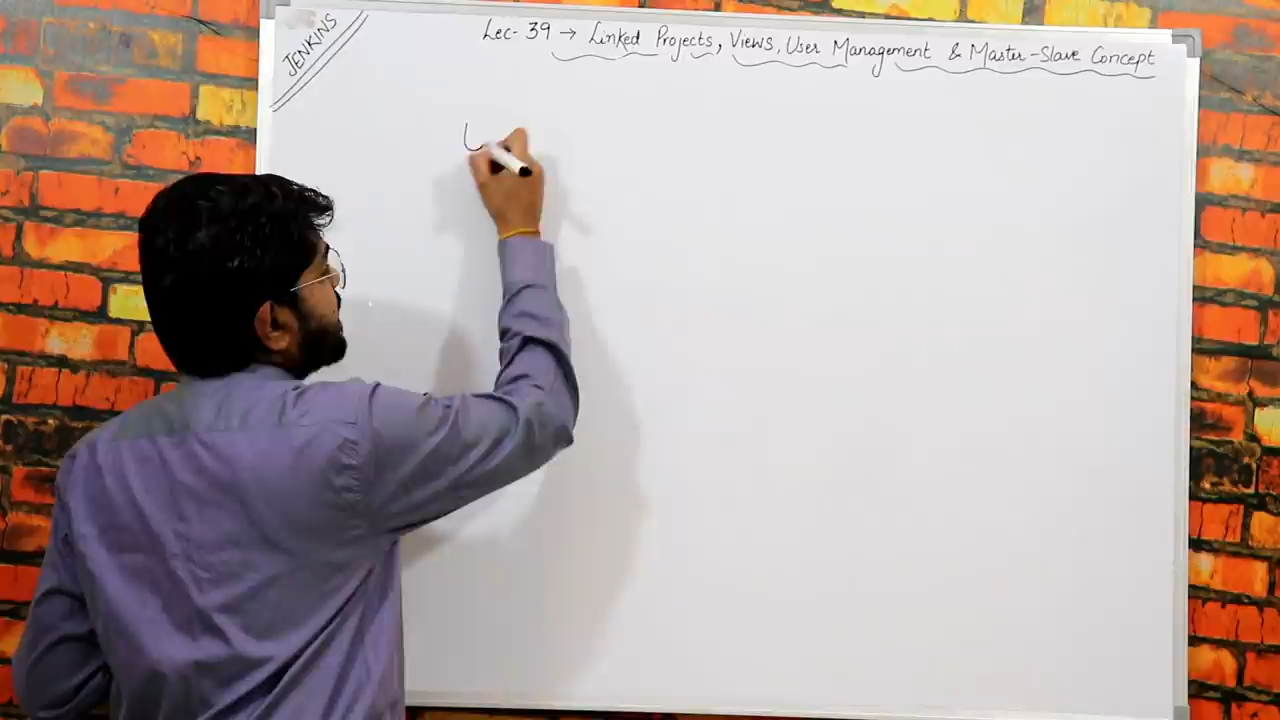 JENKINS
Lec- 39 → Linked Projects, Views, User Management & Master-Slave Concept